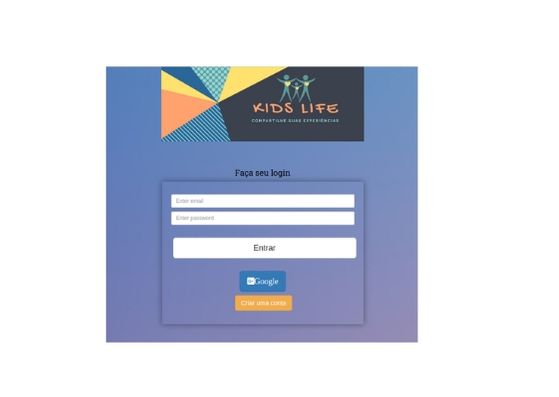 KIDS LIFE
COMPARTILHE SUAS EXPERIÊNCIAS
Faça seu login
Enter email
Enter password
Entrar
Google
Criar uma conta